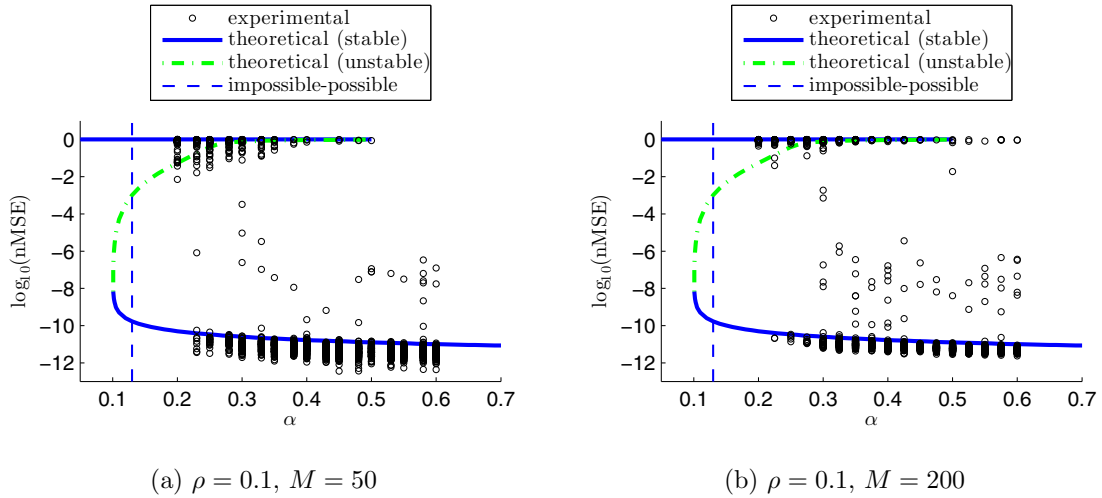 experimental
theoretical (stable)
theoretical (unstable)
impossible-possible
0
−2
−4
−6
−8
−10
−12
log₁₀(nMSE)
0.1 0.2 0.3 0.4 0.5 0.6 0.7
α
(a) ρ = 0.1, M = 50
experimental
theoretical (stable)
theoretical (unstable)
impossible-possible
0
−2
−4
−6
−8
−10
−12
log₁₀(nMSE)
0.1 0.2 0.3 0.4 0.5 0.6 0.7
α
(b) ρ = 0.1, M = 200